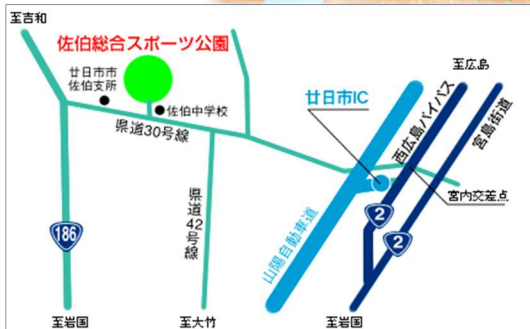 至吉和
佐伯総合スポーツ公園
廿日市市
佐伯支所
佐伯中学校
県道30号線
186
県道42号線
至岩国
至大竹
廿日市IC
至広島
西広島バイパス
宮島街道
宮内交差点
山陽自動車道
2
2
至岩国